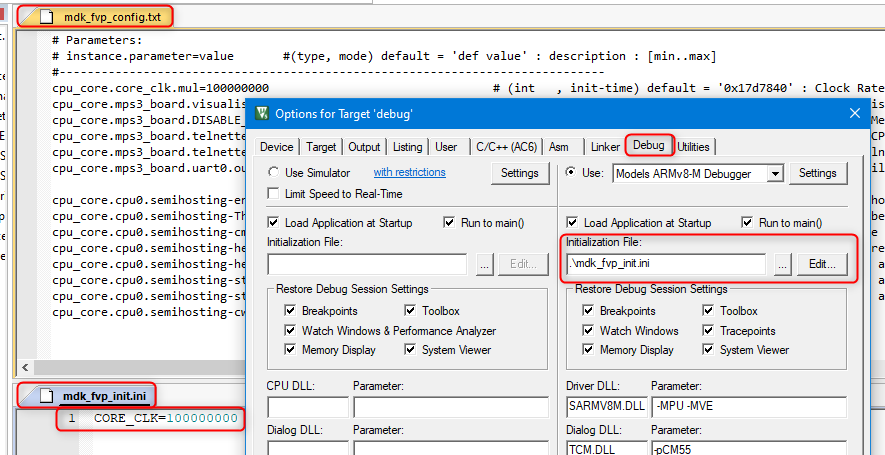 mdk_fvp_config.txt
# Parameters:
# instance.parameter=value #(type, mode) default = 'def value' : description : [min..max]
#---------------------------------------------------------------------------
cpu_core.core_clk.mul=100000000 # (int , init-time) default = '0x17d7840' : Clock Rate
cpu_core.mps3_board.visualis
cpu_core.mps3_board.DISABLE_
cpu_core.mps3_board.telnette
cpu_core.mps3_board.telnette
cpu_core.mps3_board.uart0.ou
cpu_core.cpu0.semihosting-en
cpu_core.cpu0.semihosting-Th
cpu_core.cpu0.semihosting-cm
cpu_core.cpu0.semihosting-he
cpu_core.cpu0.semihosting-he
cpu_core.cpu0.semihosting-st
cpu_core.cpu0.semihosting-st
cpu_core.cpu0.semihosting-cw
Options for Target 'debug'
Device Target Output Listing User C/C++ (AC6) Asm Linker Debug Utilities
Use Simulator with restrictions Settings
Limit Speed to Real-Time
Use: Models ARMv8-M Debugger Settings
Load Application at Startup Run to main()
Initialization File:
... Edit...
Load Application at Startup Run to main()
Initialization File:
.\mdk_fvp_init.ini ... Edit...
Restore Debug Session Settings
Breakpoints Toolbox
Watch Windows & Performance Analyzer
Memory Display System Viewer
Restore Debug Session Settings
Breakpoints Toolbox
Watch Windows Tracepoints
Memory Display System Viewer
CPU DLL: Parameter:
Driver DLL: Parameter:
SARMV8M.DLL -MPU -MVE
Dialog DLL: Parameter:
Dialog DLL: Parameter:
TCM.DLL -pCM55
mdk_fvp_init.ini
1 CORE_CLK=100000000